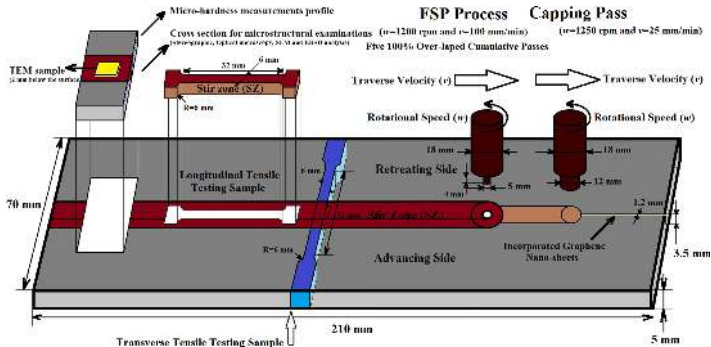 Micro-hardness measurements profile
FSP Process
Capping Pass
Cross section for microstructural examinations
(w=1200 rpm and v=100 mm/min)
(w=1250 rpm and v=25 mm/min)
Five 100% Over-laped Cumulative Passes
TEM sample
32 mm
6 mm
Stir zone (SZ)
R=6 mm
Traverse Velocity (v)
Traverse Velocity (v)
Rotational Speed (w)
Rotational Speed (w)
18 mm
18 mm
Longitudinal Tensile
Testing Sample
Retreating Side
4 mm
5 mm
12 mm
70 mm
6 mm
Stir Zone (SZ)
1.2 mm
R=6 mm
Incorporated Graphene
Nano-sheets
3.5 mm
Advancing Side
210 mm
5 mm
Transverse Tensile Testing Sample